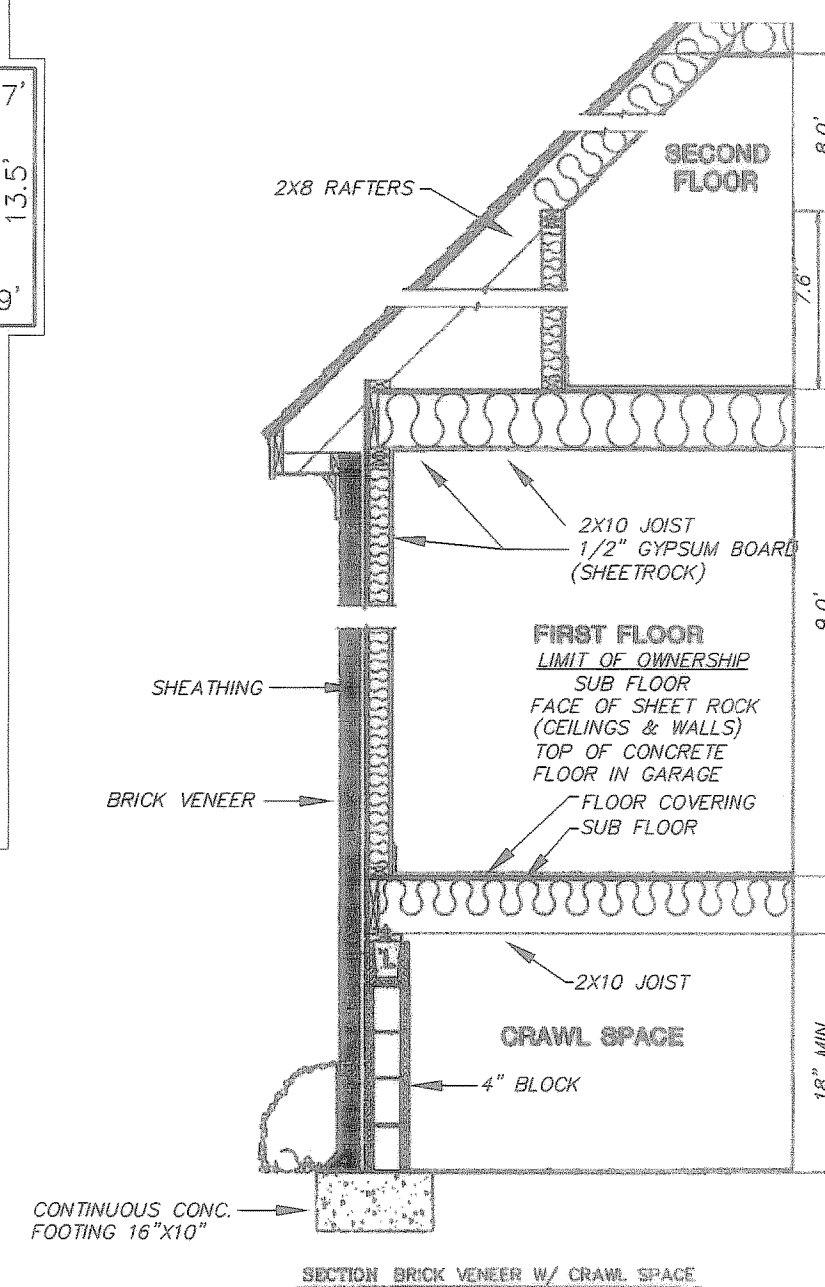 7'
13.5'
9'
8.0'
SECOND
FLOOR
2X8 RAFTERS
7.6'
2X10 JOIST
1/2" GYPSUM BOARD
(SHEETROCK)
9.0'
FIRST FLOOR
LIMIT OF OWNERSHIP
SUB FLOOR
FACE OF SHEET ROCK
(CEILINGS & WALLS)
TOP OF CONCRETE
FLOOR IN GARAGE
SHEATHING
BRICK VENEER
FLOOR COVERING
SUB FLOOR
2X10 JOIST
CRAWL SPACE
18" MIN
4" BLOCK
CONTINUOUS CONC.
FOOTING 16"X10"
SECTION BRICK VENEER W/ CRAWL SPACE